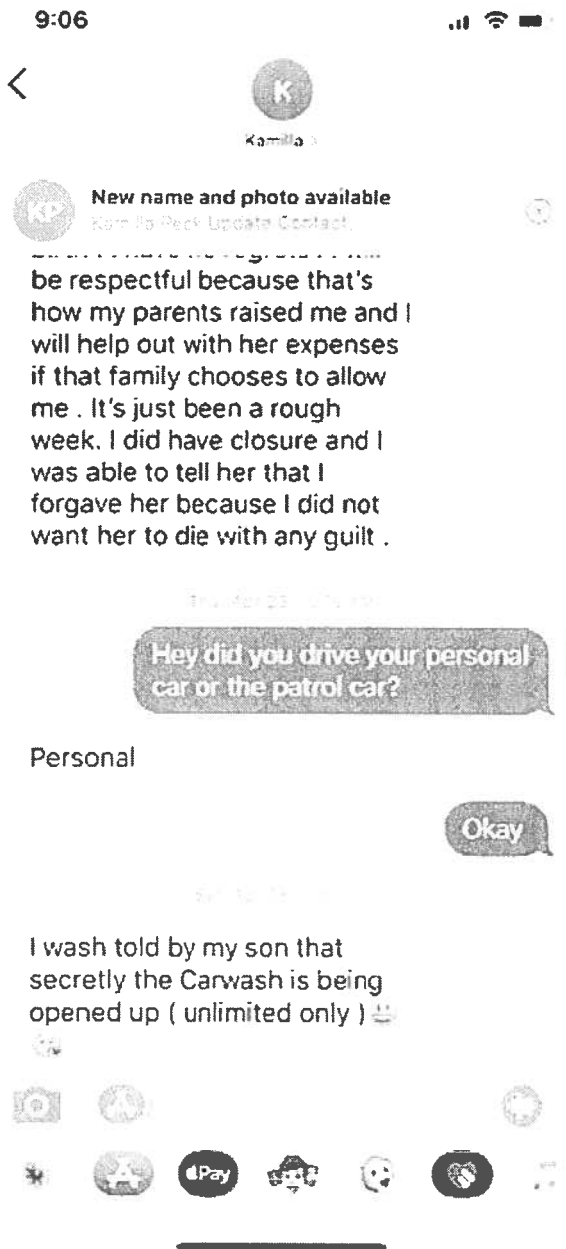 9:06
K
Kamilla
KP
New name and photo available
Update Contact
be respectful because that's
how my parents raised me and I
will help out with her expenses
if that family chooses to allow
me . It's just been a rough
week. I did have closure and I
was able to tell her that I
forgave her because I did not
want her to die with any guilt .
Hey did you drive your personal
car or the patrol car?
Personal
Okay
I wash told by my son that
secretly the Carwash is being
opened up ( unlimited only )
Pay